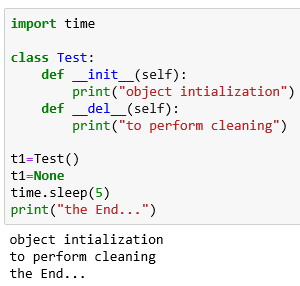 import time
class Test:
    def __init__(self):
        print("object intialization")
    def __del__(self):
        print("to perform cleaning")
t1=Test()
t1=None
time.sleep(5)
print("the End...")
object intialization
to perform cleaning
the End...